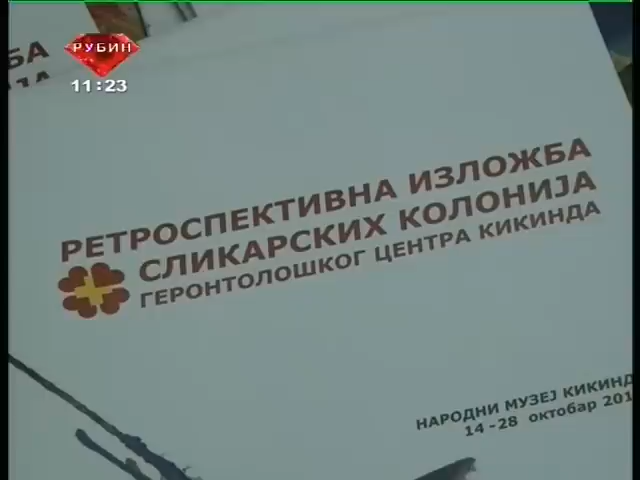 РУБИН
11:23
РЕТРОСПЕКТИВНА ИЗЛОЖБА
СЛИКАРСКИХ КОЛОНИЈА
ГЕРОНТОЛОШКОГ ЦЕНТРА КИКИНДА
НАРОДНИ МУЗЕЈ КИКИНД
14-28 октобар 201